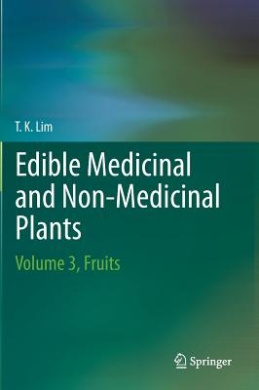 T. K. Lim
Edible Medicinal
and Non-Medicinal
Plants
Volume 3, Fruits
Springer